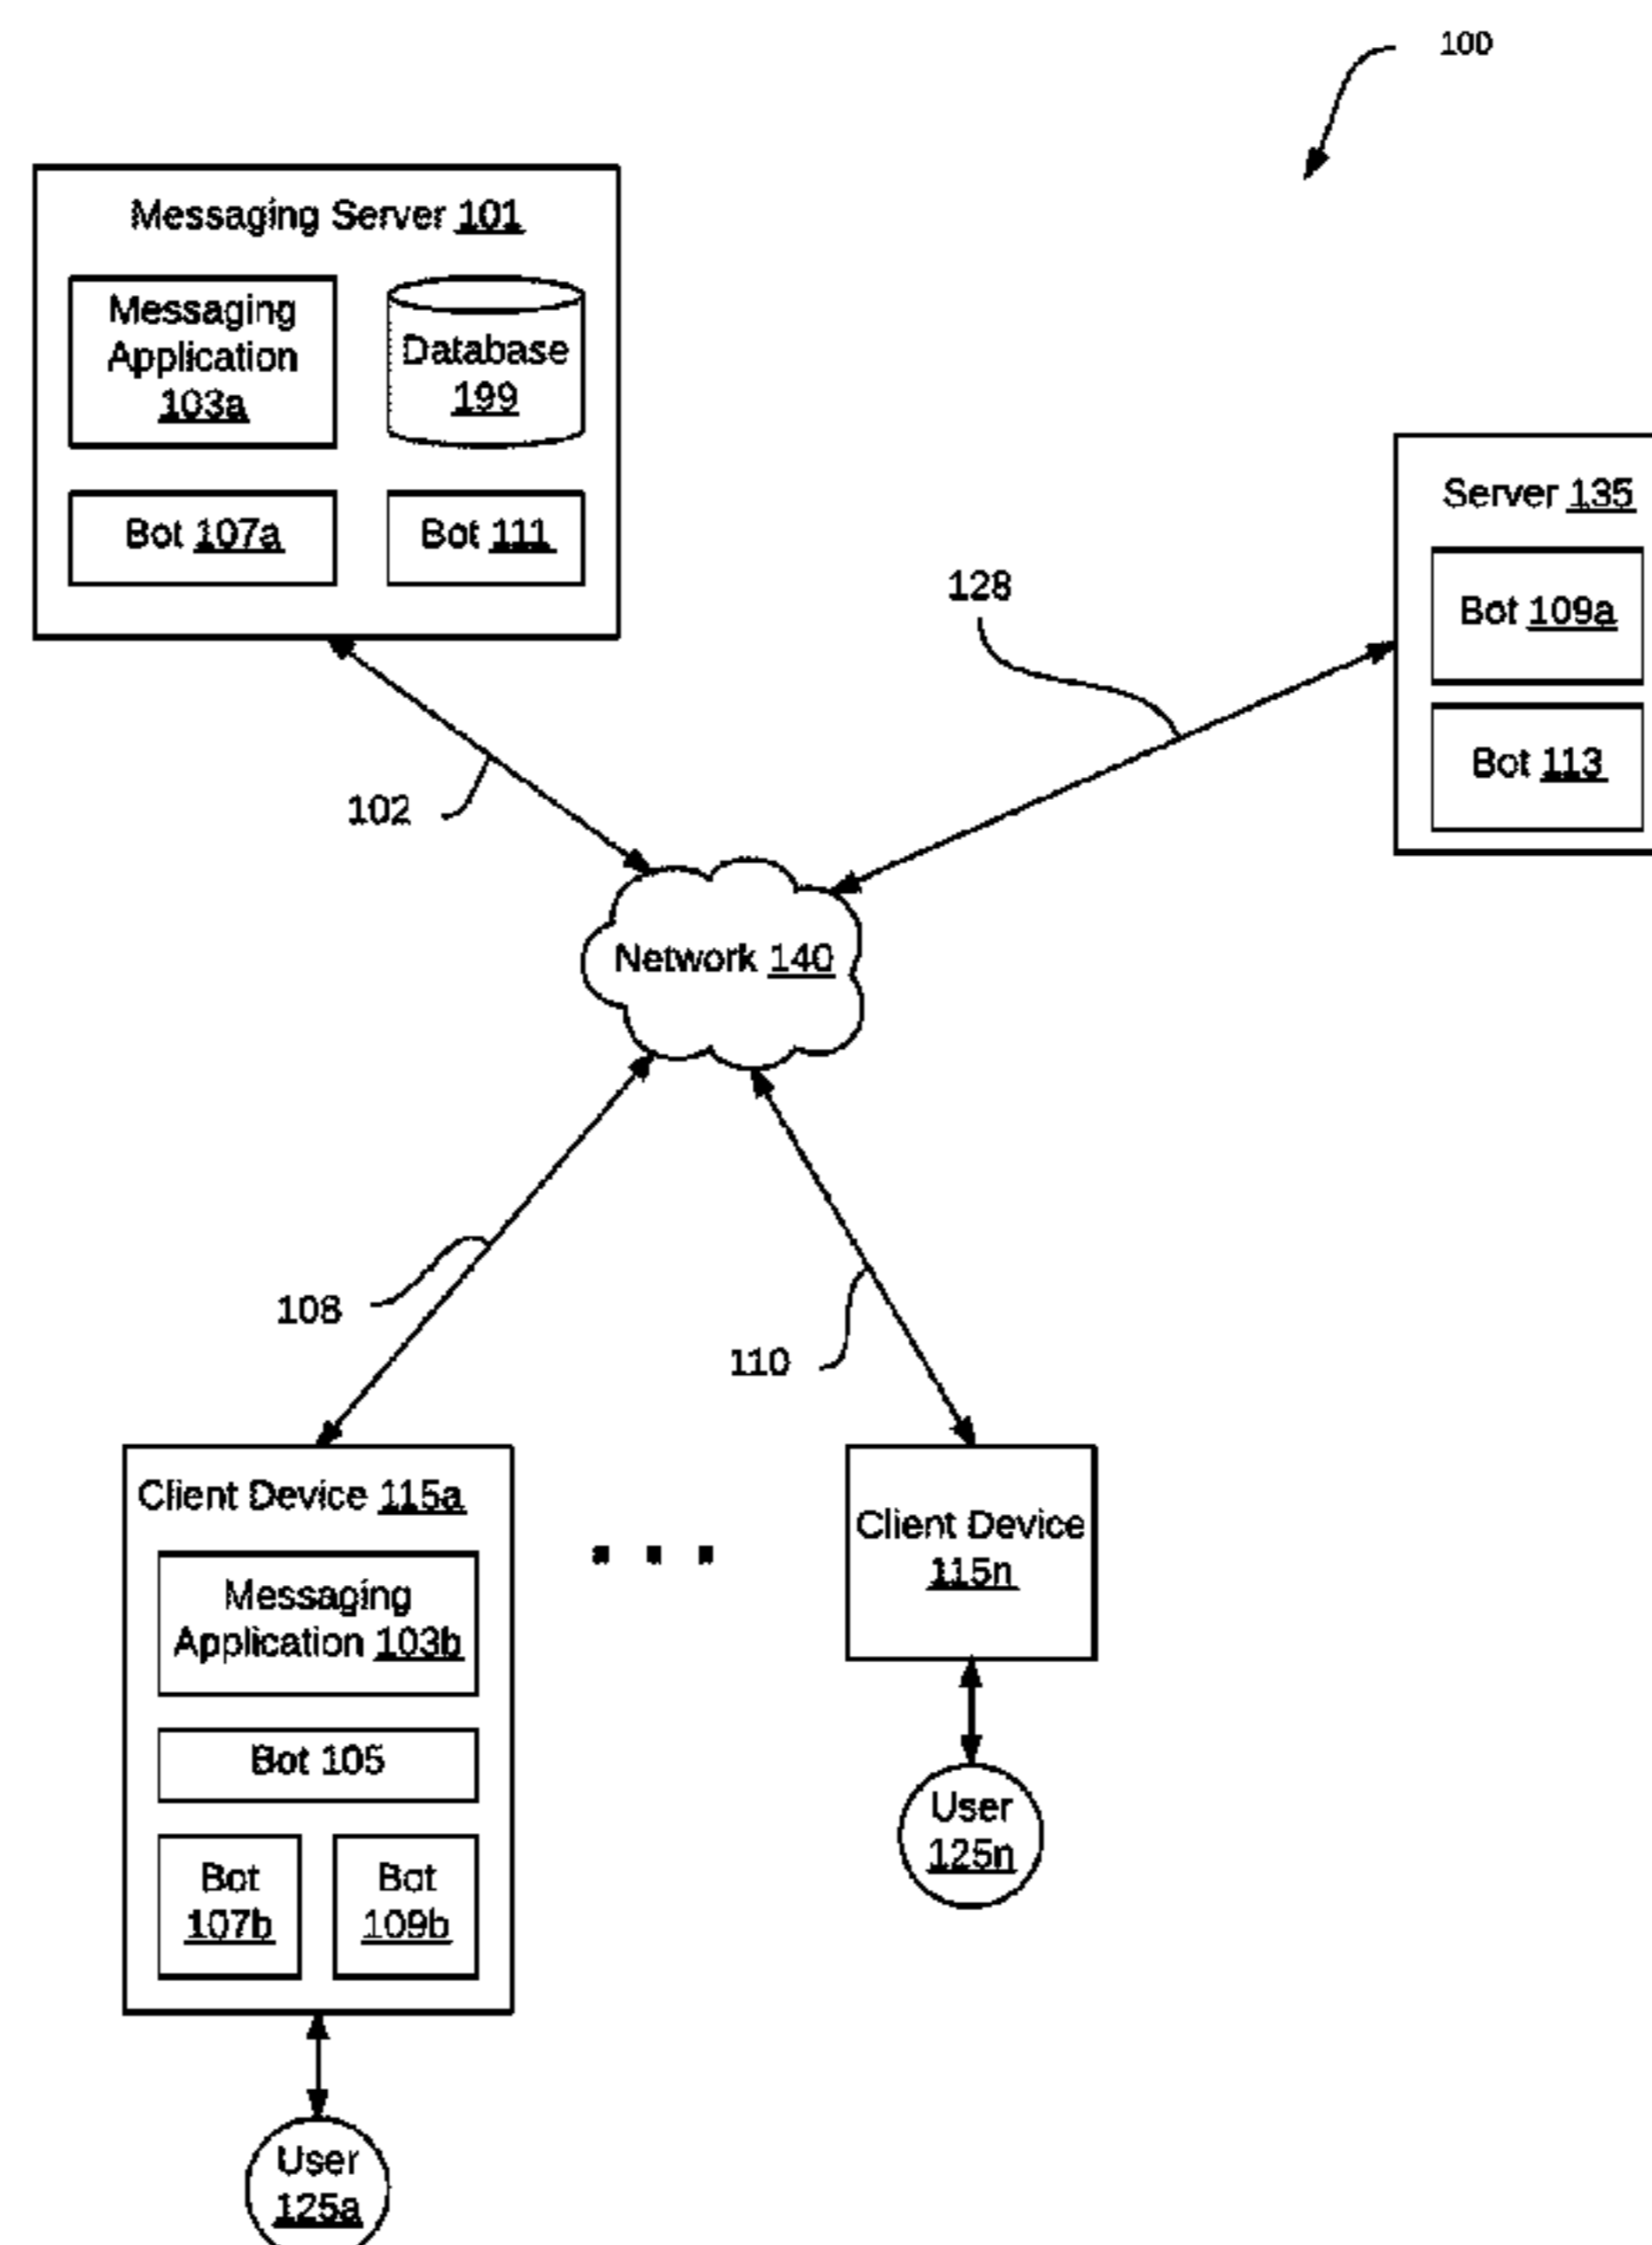 100
Messaging Server 101
Messaging
Application
103a
Database
199
Bot 107a
Bot 111
Server 135
Bot 109a
Bot 113
128
102
Network 140
108
110
Client Device 115a
Messaging
Application 103b
Bot 105
Bot
107b
Bot
109b
Client Device
115n
User
125n
User
125a